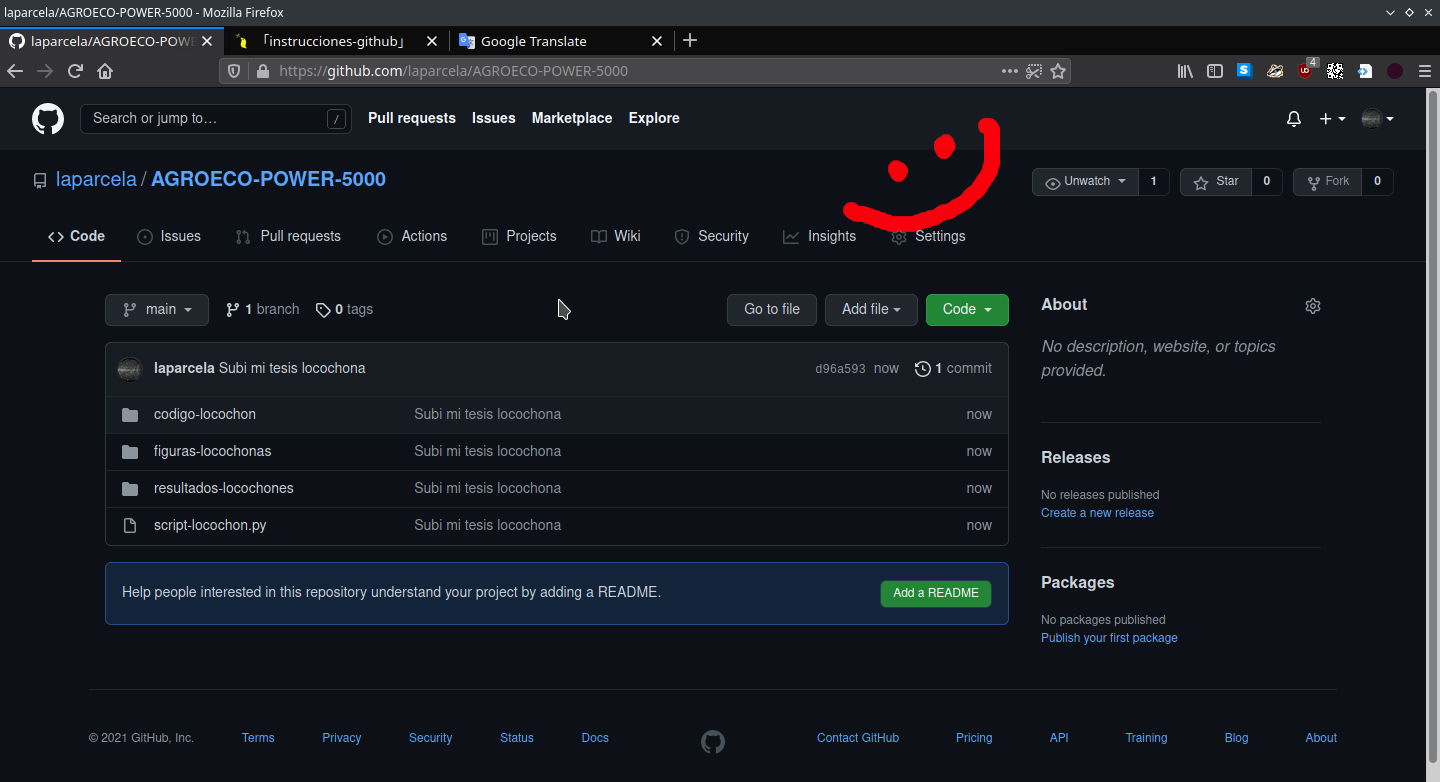 laparcela/AGROECO-POWER-5000 - Mozilla Firefox
laparcela/AGROECO-POWE
「instrucciones-github」
Google Translate
https://github.com/laparcela/AGROECO-POWER-5000
S
UD
4
Search or jump to…
/
Pull requests
Issues
Marketplace
Explore
laparcela / AGROECO-POWER-5000
Unwatch
1
Star
0
Fork
0
Code
Issues
Pull requests
Actions
Projects
Wiki
Security
Insights
Settings
main
1 branch
0 tags
Go to file
Add file
Code
laparcela Subi mi tesis locochona
d96a593 now
1 commit
codigo-locochon
Subi mi tesis locochona
now
figuras-locochonas
Subi mi tesis locochona
now
resultados-locochones
Subi mi tesis locochona
now
script-locochon.py
Subi mi tesis locochona
now
Help people interested in this repository understand your project by adding a README.
Add a README
About
No description, website, or topics
provided.
Releases
No releases published
Create a new release
Packages
No packages published
Publish your first package
© 2021 GitHub, Inc.
Terms
Privacy
Security
Status
Docs
Contact GitHub
Pricing
API
Training
Blog
About